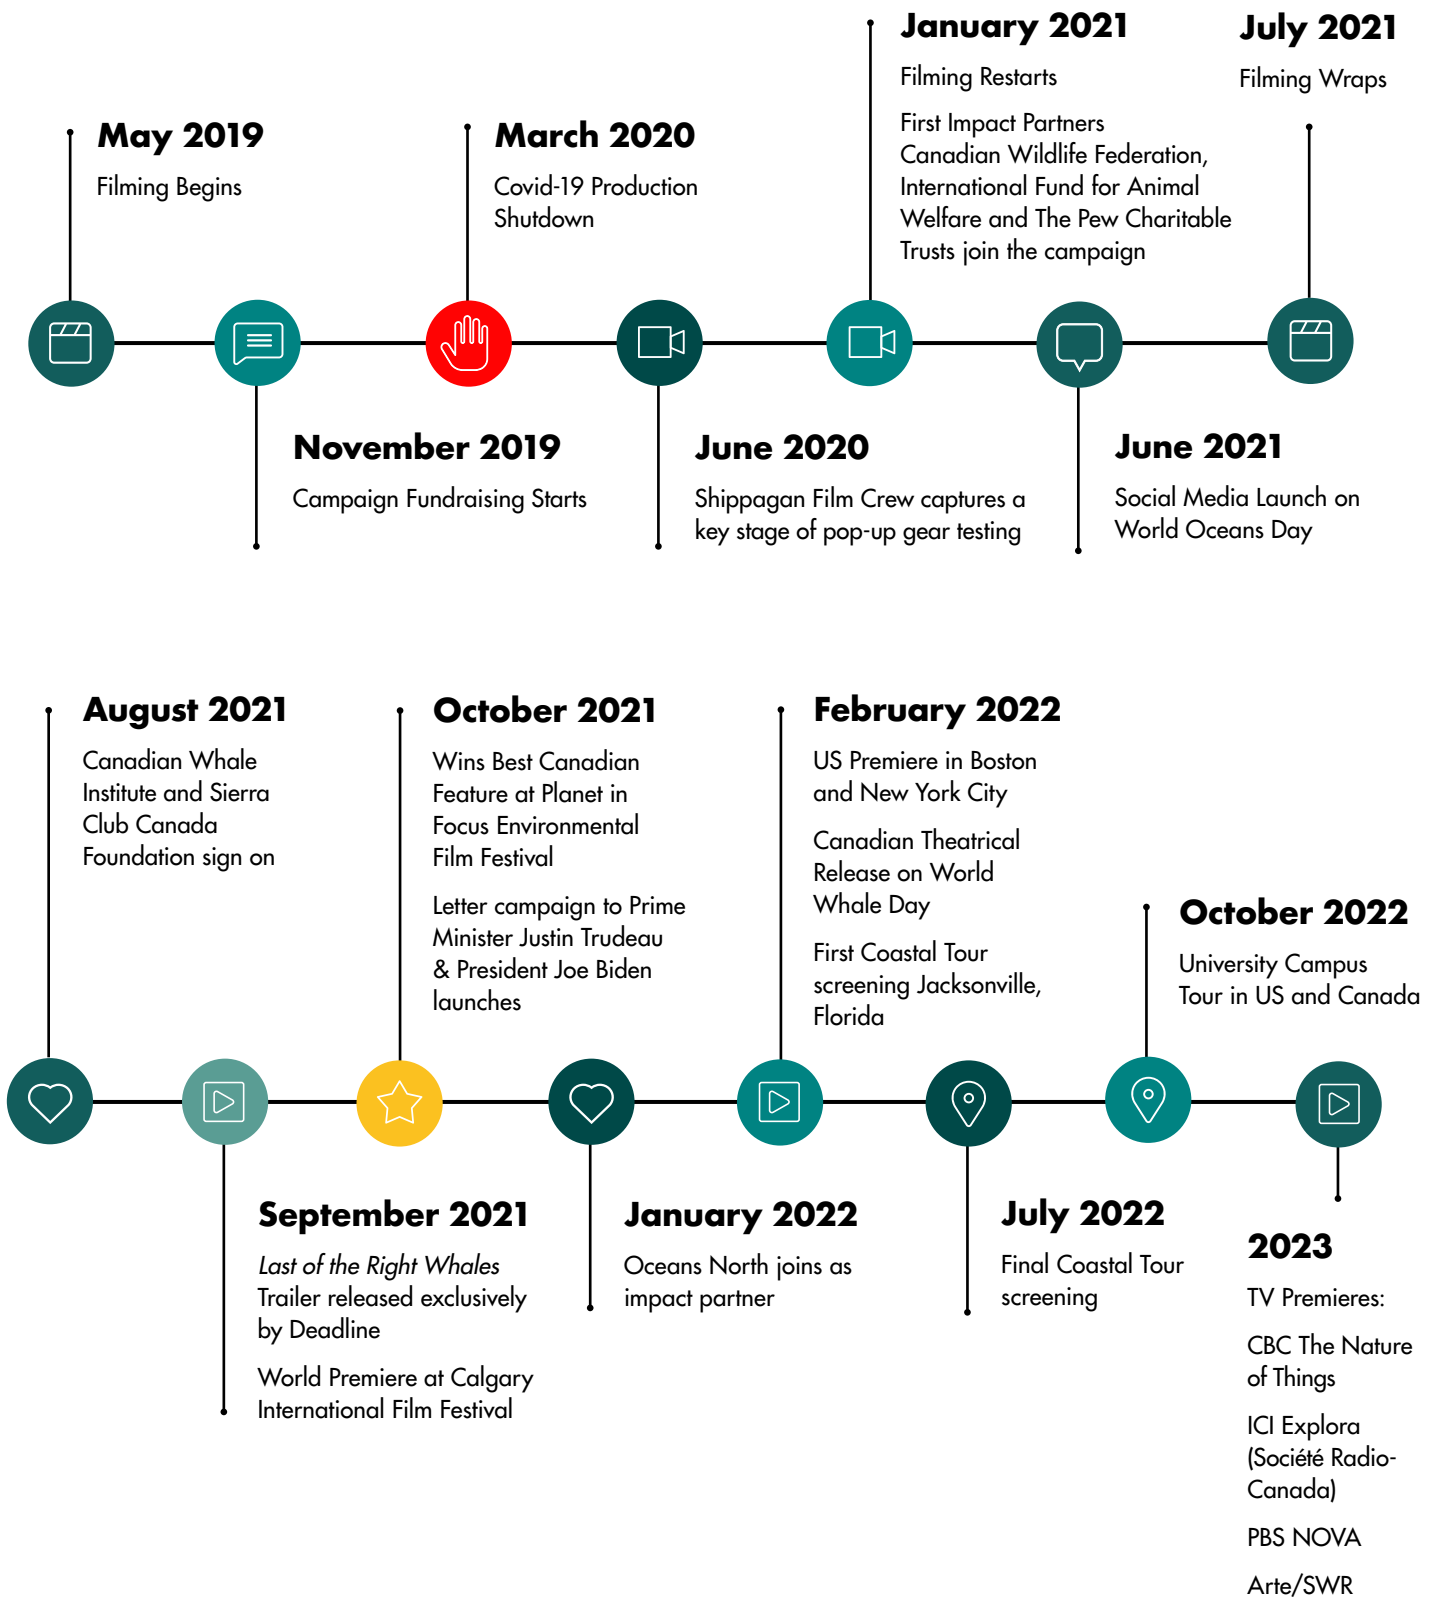 May 2019
Filming Begins
November 2019
Campaign Fundraising Starts
March 2020
Covid-19 Production
Shutdown
June 2020
Shippagan Film Crew captures a
key stage of pop-up gear testing
January 2021
Filming Restarts
First Impact Partners
Canadian Wildlife Federation,
International Fund for Animal
Welfare and The Pew Charitable
Trusts join the campaign
June 2021
Social Media Launch on
World Oceans Day
July 2021
Filming Wraps
August 2021
Canadian Whale
Institute and Sierra
Club Canada
Foundation sign on
September 2021
Last of the Right Whales
Trailer released exclusively
by Deadline
World Premiere at Calgary
International Film Festival
October 2021
Wins Best Canadian
Feature at Planet in
Focus Environmental
Film Festival
Letter campaign to Prime
Minister Justin Trudeau
& President Joe Biden
launches
January 2022
Oceans North joins as
impact partner
February 2022
US Premiere in Boston
and New York City
Canadian Theatrical
Release on World
Whale Day
First Coastal Tour
screening Jacksonville,
Florida
July 2022
Final Coastal Tour
screening
October 2022
University Campus
Tour in US and Canada
2023
TV Premieres:
CBC The Nature
of Things
ICI Explora
(Société Radio-
Canada)
PBS NOVA
Arte/SWR